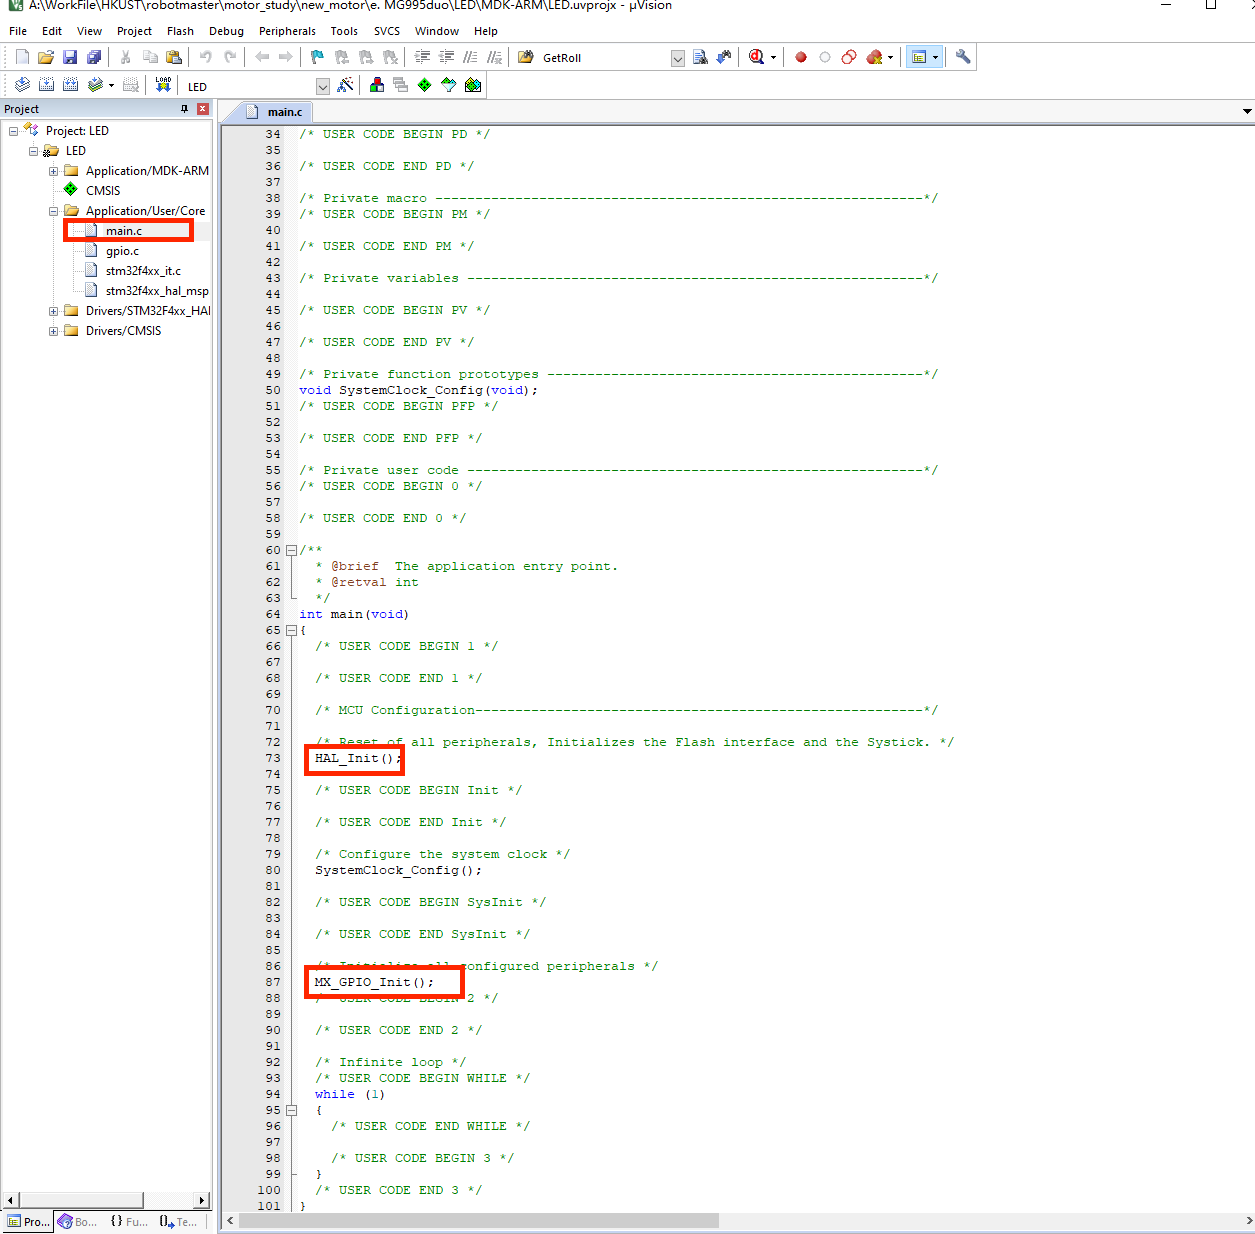 A:\WorkFile\HKUST\robotmaster\motor_study\new_motor\e. MG995duo\LED\MDK-ARM\LED.uvprojx - µVision
File Edit View Project Flash Debug Peripherals Tools SVCS Window Help
GetRoll
LOAD LED
Project
main.c
Project: LED
LED
Application/MDK-ARM
CMSIS
Application/User/Core
main.c
gpio.c
stm32f4xx_it.c
stm32f4xx_hal_msp
Drivers/STM32F4xx_HAL
Drivers/CMSIS
34 /* USER CODE BEGIN PD */
35
36 /* USER CODE END PD */
37
38 /* Private macro -------------------------------------------------------------*/
39 /* USER CODE BEGIN PM */
40
41 /* USER CODE END PM */
42
43 /* Private variables ---------------------------------------------------------*/
44
45 /* USER CODE BEGIN PV */
46
47 /* USER CODE END PV */
48
49 /* Private function prototypes -----------------------------------------------*/
50 void SystemClock_Config(void);
51 /* USER CODE BEGIN PFP */
52
53 /* USER CODE END PFP */
54
55 /* Private user code ---------------------------------------------------------*/
56 /* USER CODE BEGIN 0 */
57
58 /* USER CODE END 0 */
59
60 /**
61 * @brief  The application entry point.
62 * @retval int
63 */
64 int main(void)
65 {
66 /* USER CODE BEGIN 1 */
67
68 /* USER CODE END 1 */
69
70 /* MCU Configuration--------------------------------------------------------*/
71
72 /* Reset of all peripherals, Initializes the Flash interface and the Systick. */
73 HAL_Init();
74
75 /* USER CODE BEGIN Init */
76
77 /* USER CODE END Init */
78
79 /* Configure the system clock */
80 SystemClock_Config();
81
82 /* USER CODE BEGIN SysInit */
83
84 /* USER CODE END SysInit */
85
86 /* Initialize all configured peripherals */
87 MX_GPIO_Init();
88 /* USER CODE BEGIN 2 */
89
90 /* USER CODE END 2 */
91
92 /* Infinite loop */
93 /* USER CODE BEGIN WHILE */
94 while (1)
95 {
96 /* USER CODE END WHILE */
97
98 /* USER CODE BEGIN 3 */
99 }
100 /* USER CODE END 3 */
101 }
Pro... Bo... {} Fu... Te...